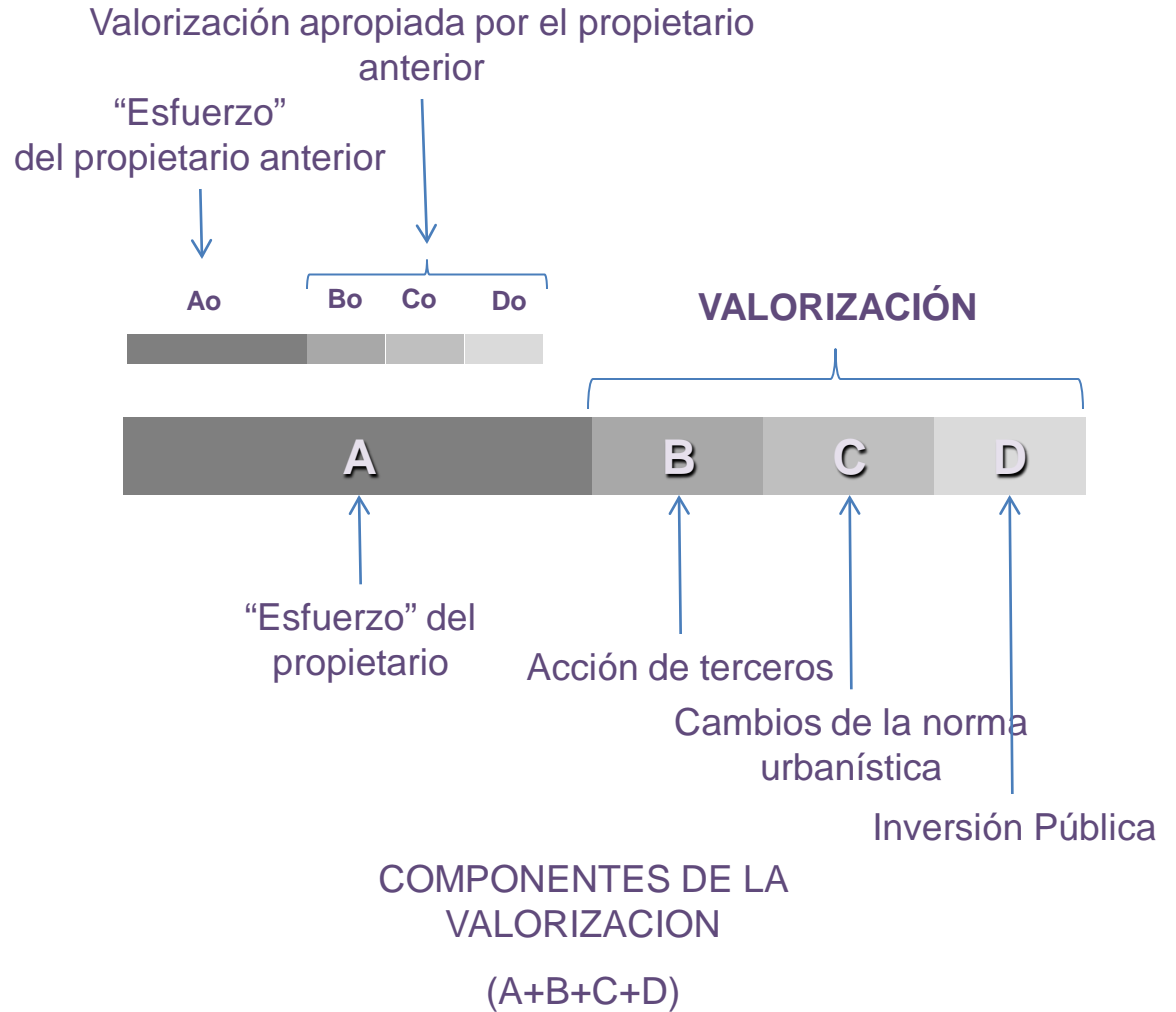 Valorización apropiada por el propietario
anterior
“Esfuerzo”
del propietario anterior
Ao
Bo
Co
Do
VALORIZACIÓN
A
B
C
D
“Esfuerzo” del
propietario
Acción de terceros
Cambios de la norma
urbanística
Inversión Pública
COMPONENTES DE LA
VALORIZACION
(A+B+C+D)